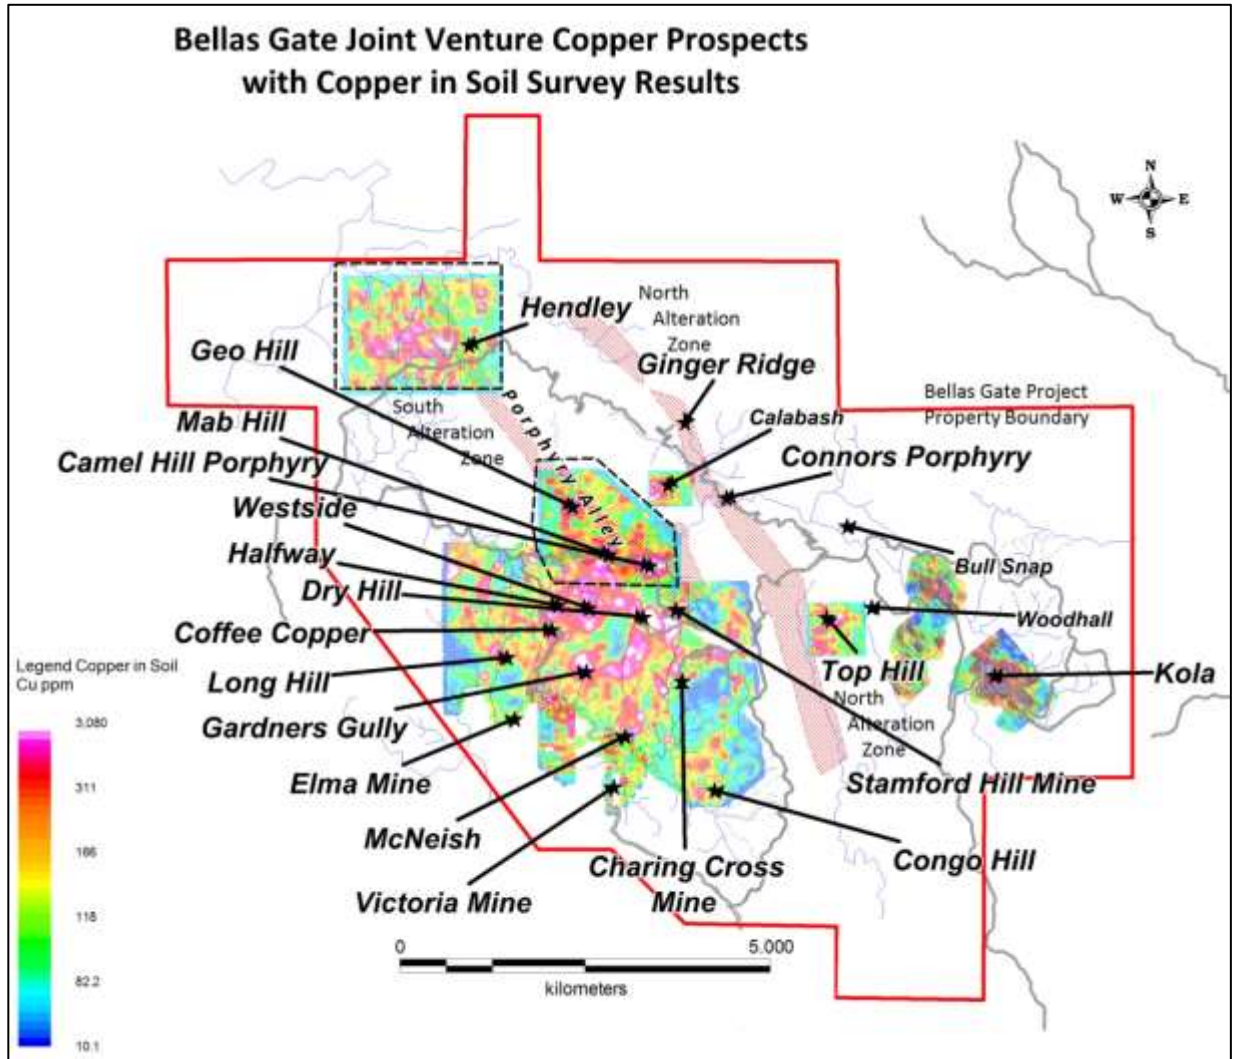 Bellas Gate Joint Venture Copper Prospects
with Copper in Soil Survey Results
N
W
E
S
Hendley
North
Alteration
Zone
Geo Hill
Ginger Ridge
Bellas Gate Project
Property Boundary
South
Alteration
Zone
Porphyry Alley
Calabash
Mab Hill
Connors Porphyry
Camel Hill Porphyry
Westside
Halfway
Bull Snap
Dry Hill
Woodhall
Coffee Copper
Legend Copper in Soil
Cu ppm
Long Hill
Top Hill
Kola
North
Alteration
Zone
Gardners Gully
3,080
Elma Mine
Stamford Hill Mine
311
McNeish
166
Charing Cross
Mine
Congo Hill
Victoria Mine
116
0
5.000
kilometers
82.2
10.1